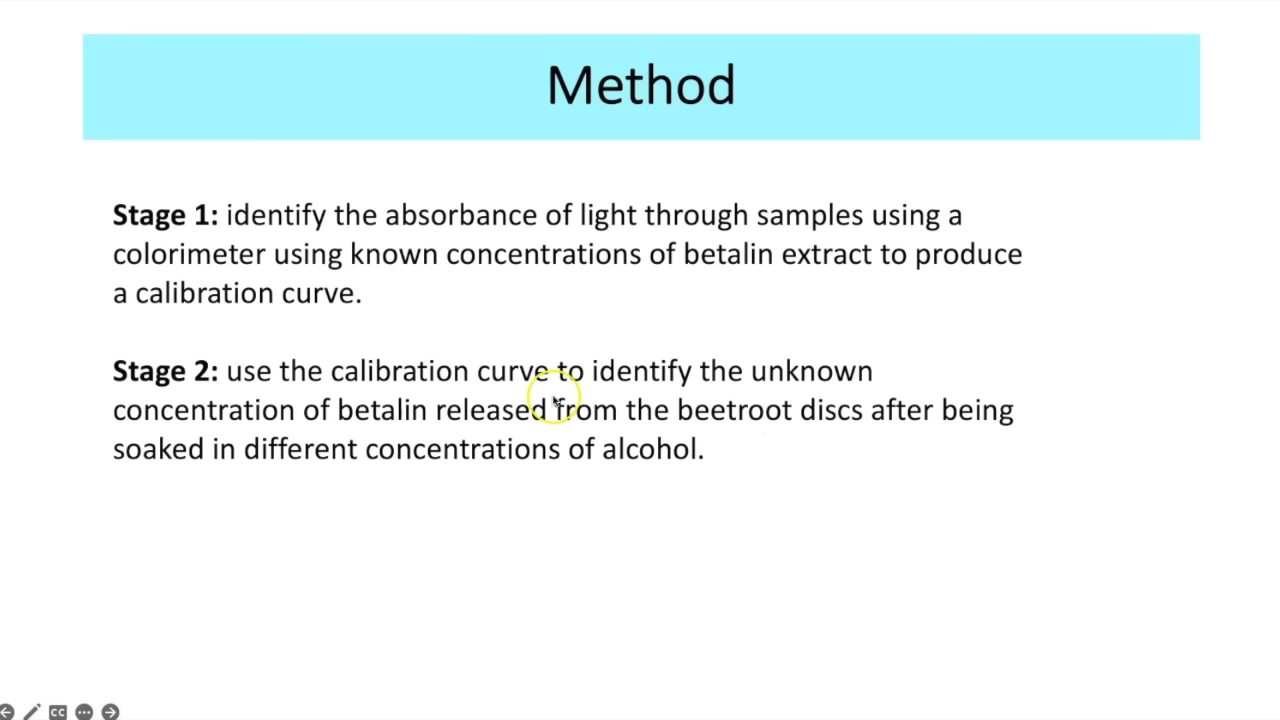 Method
Stage 1: identify the absorbance of light through samples using a
colorimeter using known concentrations of betalin extract to produce
a calibration curve.
Stage 2: use the calibration curve to identify the unknown
concentration of betalin released from the beetroot discs after being
soaked in different concentrations of alcohol.
CC